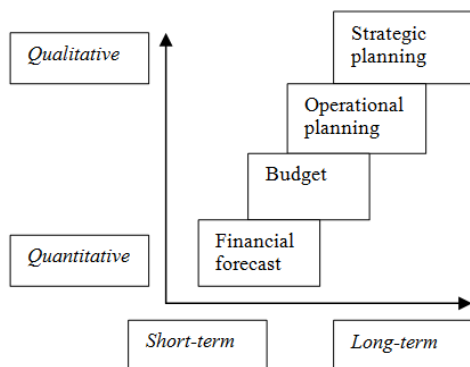 Strategic
planning
Qualitative
Operational
planning
Budget
Financial
forecast
Quantitative
Short-term
Long-term